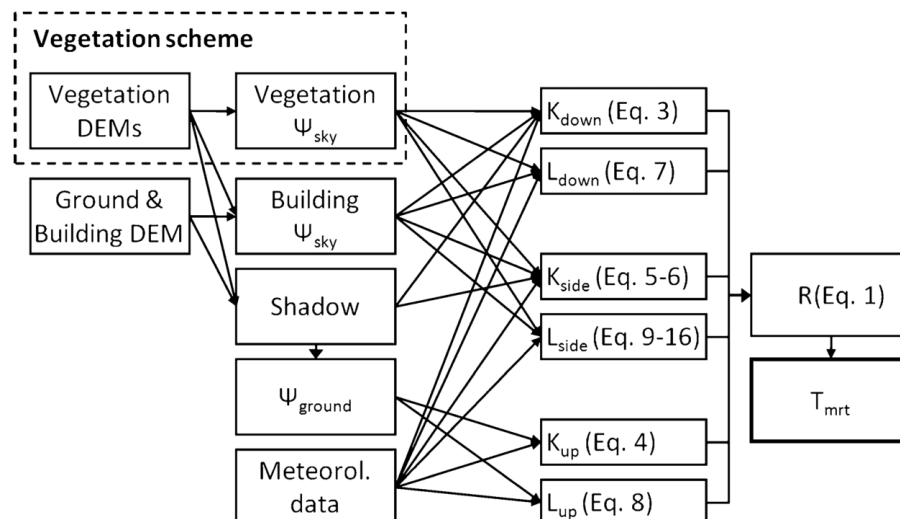 Vegetation scheme
Vegetation
DEMs
Vegetation
Ψsky
Ground &
Building DEM
Building
Ψsky
Shadow
Ψground
Meteorol.
data
Kdown (Eq. 3)
Ldown (Eq. 7)
Kside (Eq. 5-6)
Lside (Eq. 9-16)
Kup (Eq. 4)
Lup (Eq. 8)
R(Eq. 1)
Tmrt